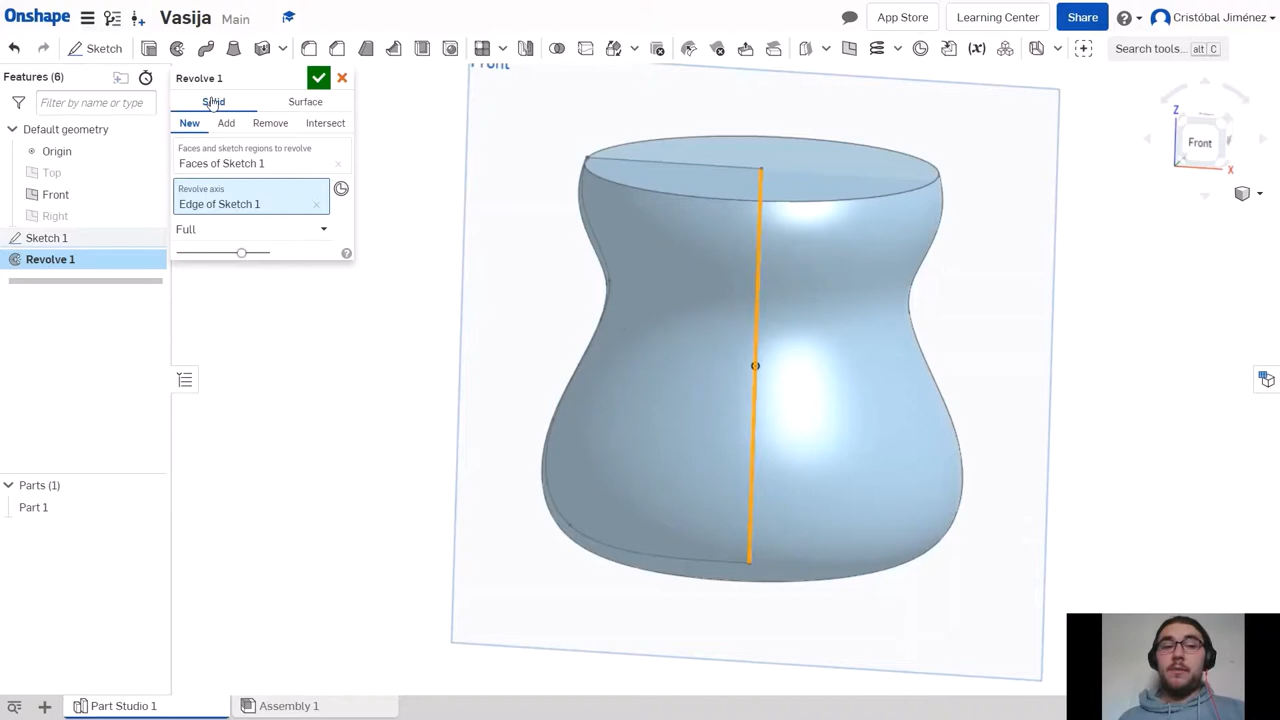 Onshape
Vasija
Main
App Store
Learning Center
Share
Cristóbal Jiménez
Sketch
Search tools...
alt
C
Features (6)
Filter by name or type
Default geometry
Origin
Top
Front
Right
Sketch 1
Revolve 1
Parts (1)
Part 1
Revolve 1
Solid
Surface
New
Add
Remove
Intersect
Faces and sketch regions to revolve
Faces of Sketch 1
Revolve axis
Edge of Sketch 1
Full
Front
Z
Front
X
Part Studio 1
Assembly 1